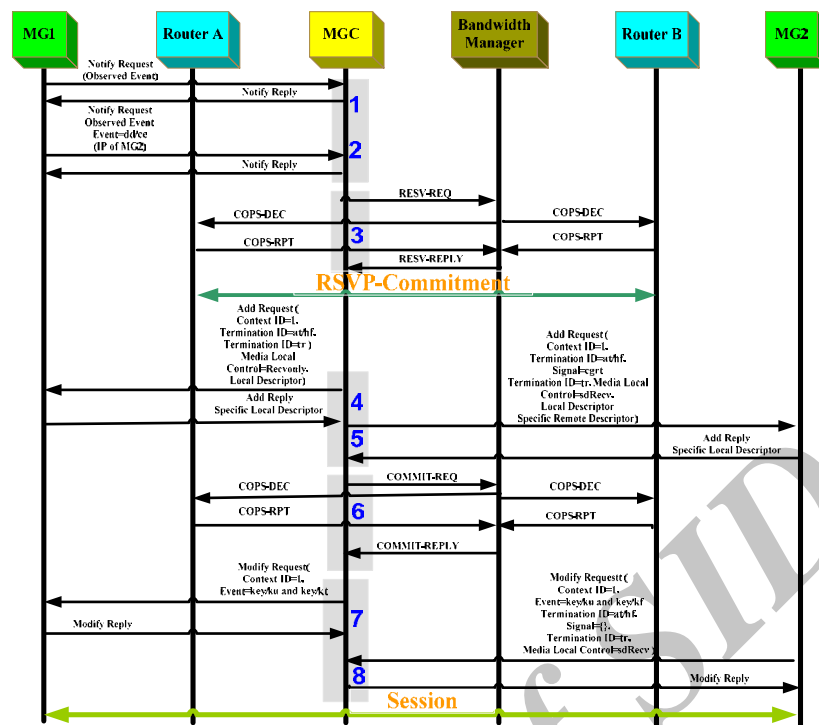 MG1
Router A
MGC
Bandwidth
Manager
Router B
MG2
Notify Request
(Observed Event)
Notify Reply
1
Notify Request
Observed Event
Event=dd/ce
(IP of MG2)
2
Notify Reply
RESV-REQ
COPS-DEC
COPS-DEC
3
COPS-RPT
COPS-RPT
RESV-REPLY
RSVP-Commitment
Add Request (
Context ID=1,
Termination ID=at/hf.
Termination ID=tr )
Media Local
Control=Recvonly.
Local Descriptor)
Add Request (
Context ID=1.
Termination ID=at/hf.
Signal=cgrt
Termination ID=tr. Media Local
Control=sdRecv.
Local Descriptor
Specific Remote Descriptor)
4
Add Reply
Specific Local Descriptor
5
Add Reply
Specific Local Descriptor
COMMIT-REQ
COPS-DEC
COPS-DEC
6
COPS-RPT
COPS-RPT
COMMIT-REPLY
Modify Request(
Context ID=1.
Event=key/ku and key/kt
Modify Requestt (
Context ID=1.
Event=key/ku and key/kf
Termination ID=at/hf.
Signal={}.
Termination ID=tr.
Media Local Control=sdRecv )
7
Modify Reply
8
Modify Reply
Session
f SID